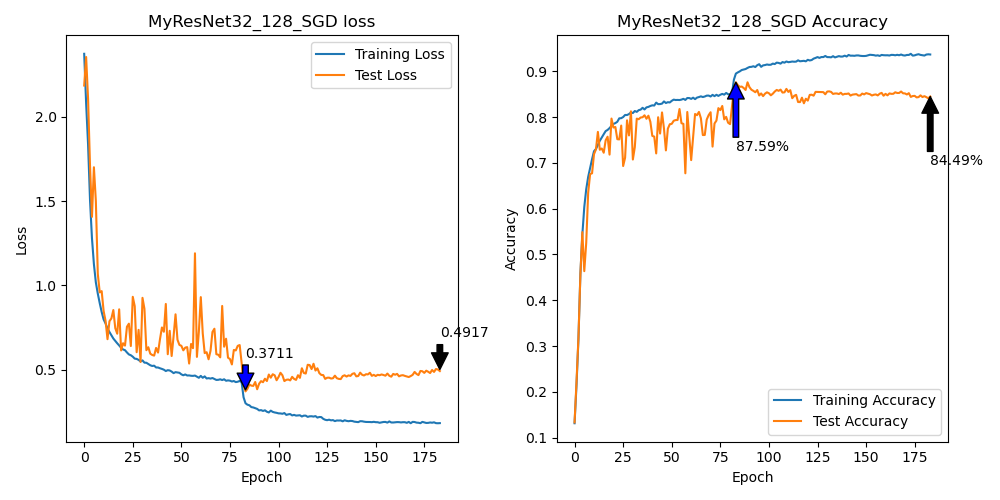 MyResNet32_128_SGD loss
Training Loss
Test Loss
2.0
1.5
1.0
0.5
0.3711
0.4917
0 25 50 75 100 125 150 175
Epoch
Loss
MyResNet32_128_SGD Accuracy
0.9
0.8
0.7
0.6
0.5
0.4
0.3
0.2
0.1
87.59%
84.49%
Training Accuracy
Test Accuracy
0 25 50 75 100 125 150 175
Epoch
Accuracy